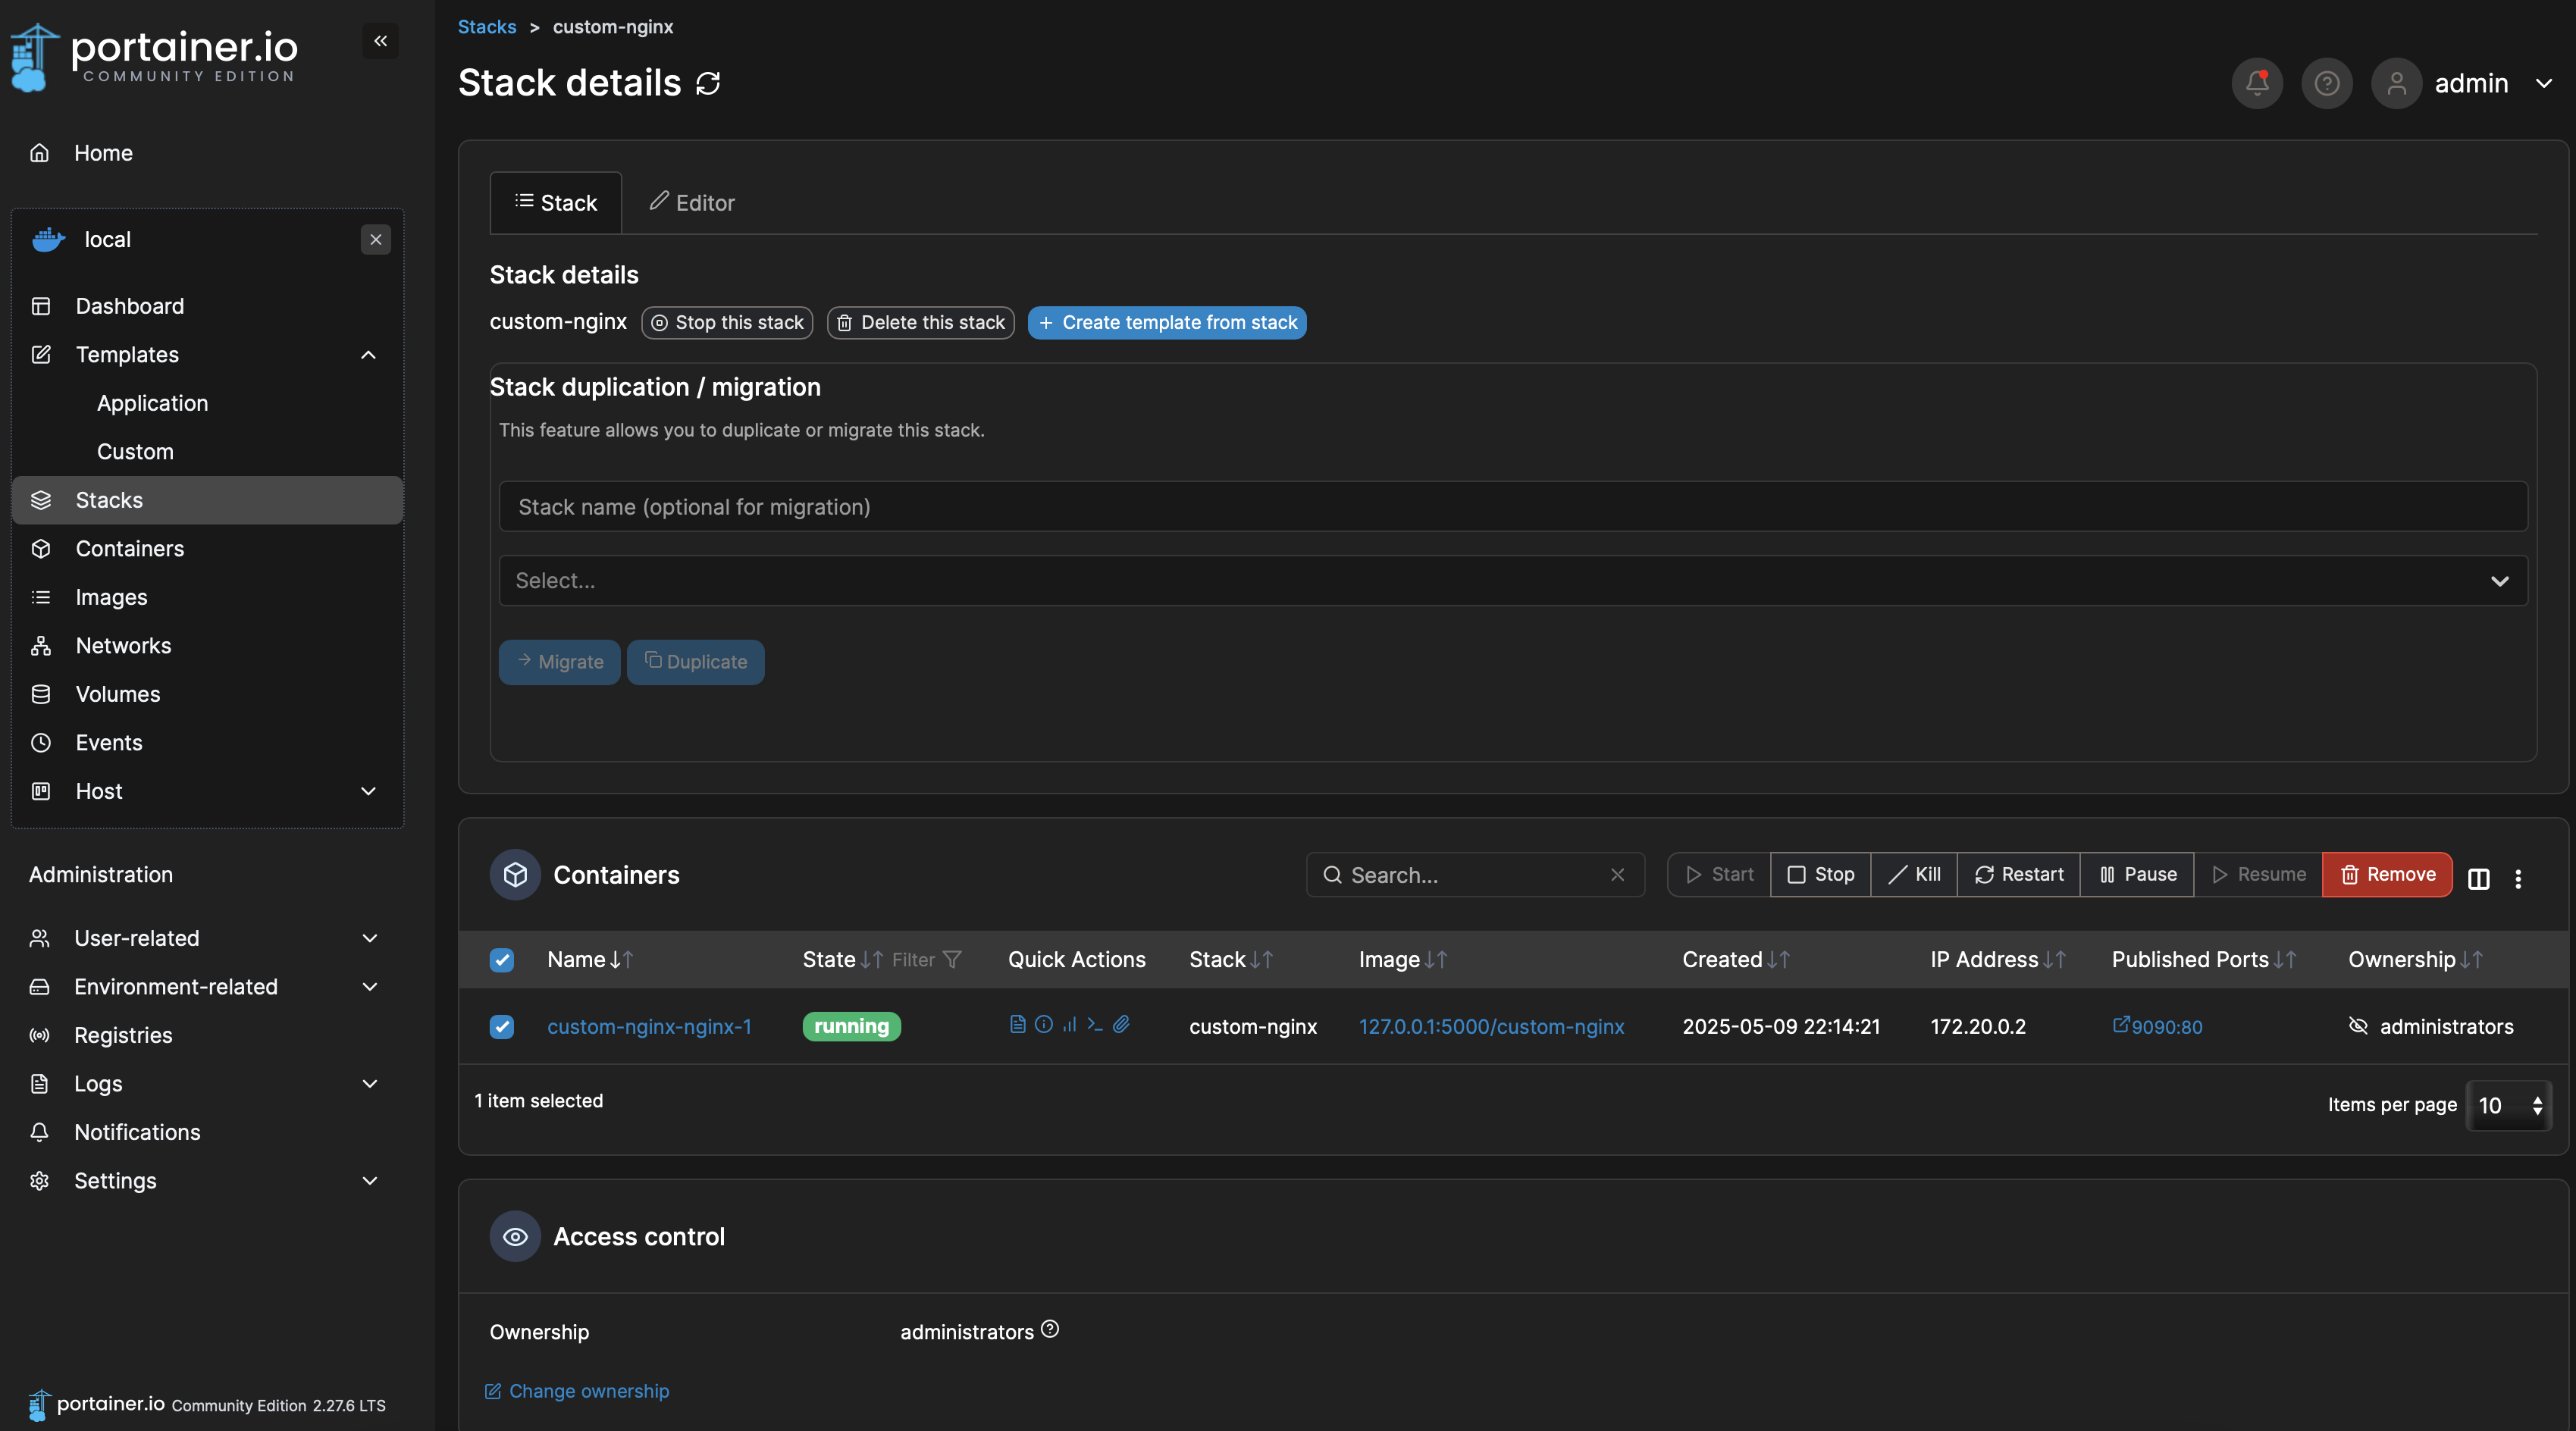 portainer.io
COMMUNITY EDITION
Home
local
Dashboard
Templates
Application
Custom
Stacks
Containers
Images
Networks
Volumes
Events
Host
Administration
User-related
Environment-related
Registries
Logs
Notifications
Settings
portainer.io Community Edition 2.27.6 LTS
Stacks > custom-nginx
Stack details
admin
Stack Editor
Stack details
custom-nginx Stop this stack Delete this stack + Create template from stack
Stack duplication / migration
This feature allows you to duplicate or migrate this stack.
Stack name (optional for migration)
Select...
Migrate Duplicate
Containers Search... Start Stop Kill Restart Pause Resume Remove
Name State Filter Quick Actions Stack Image Created IP Address Published Ports Ownership
custom-nginx-nginx-1 running custom-nginx 127.0.0.1:5000/custom-nginx 2025-05-09 22:14:21 172.20.0.2 9090:80 administrators
1 item selected Items per page 10
Access control
Ownership administrators
Change ownership